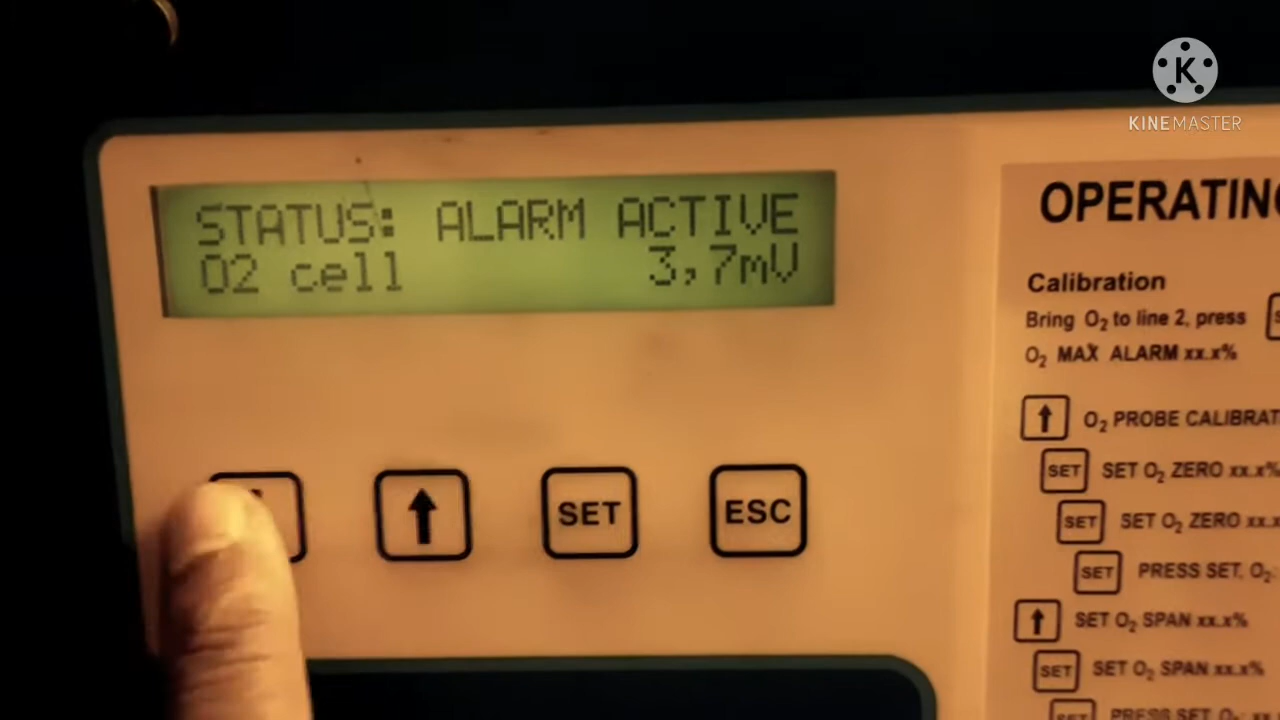 K
KINEMASTER
STATUS: ALARM ACTIVE
O2 cell 3,7mV
SET
ESC
Calibration
Bring O₂ to line 2, press
O₂ MAX ALARM xx.x%
O₂ PROBE
SET SET O₂ ZERO xx.x%
SET SET O₂ ZERO
SET PRESS SET, O₂
SET O₂ SPAN xx.x%
SET SET O₂ SPAN xx.x%